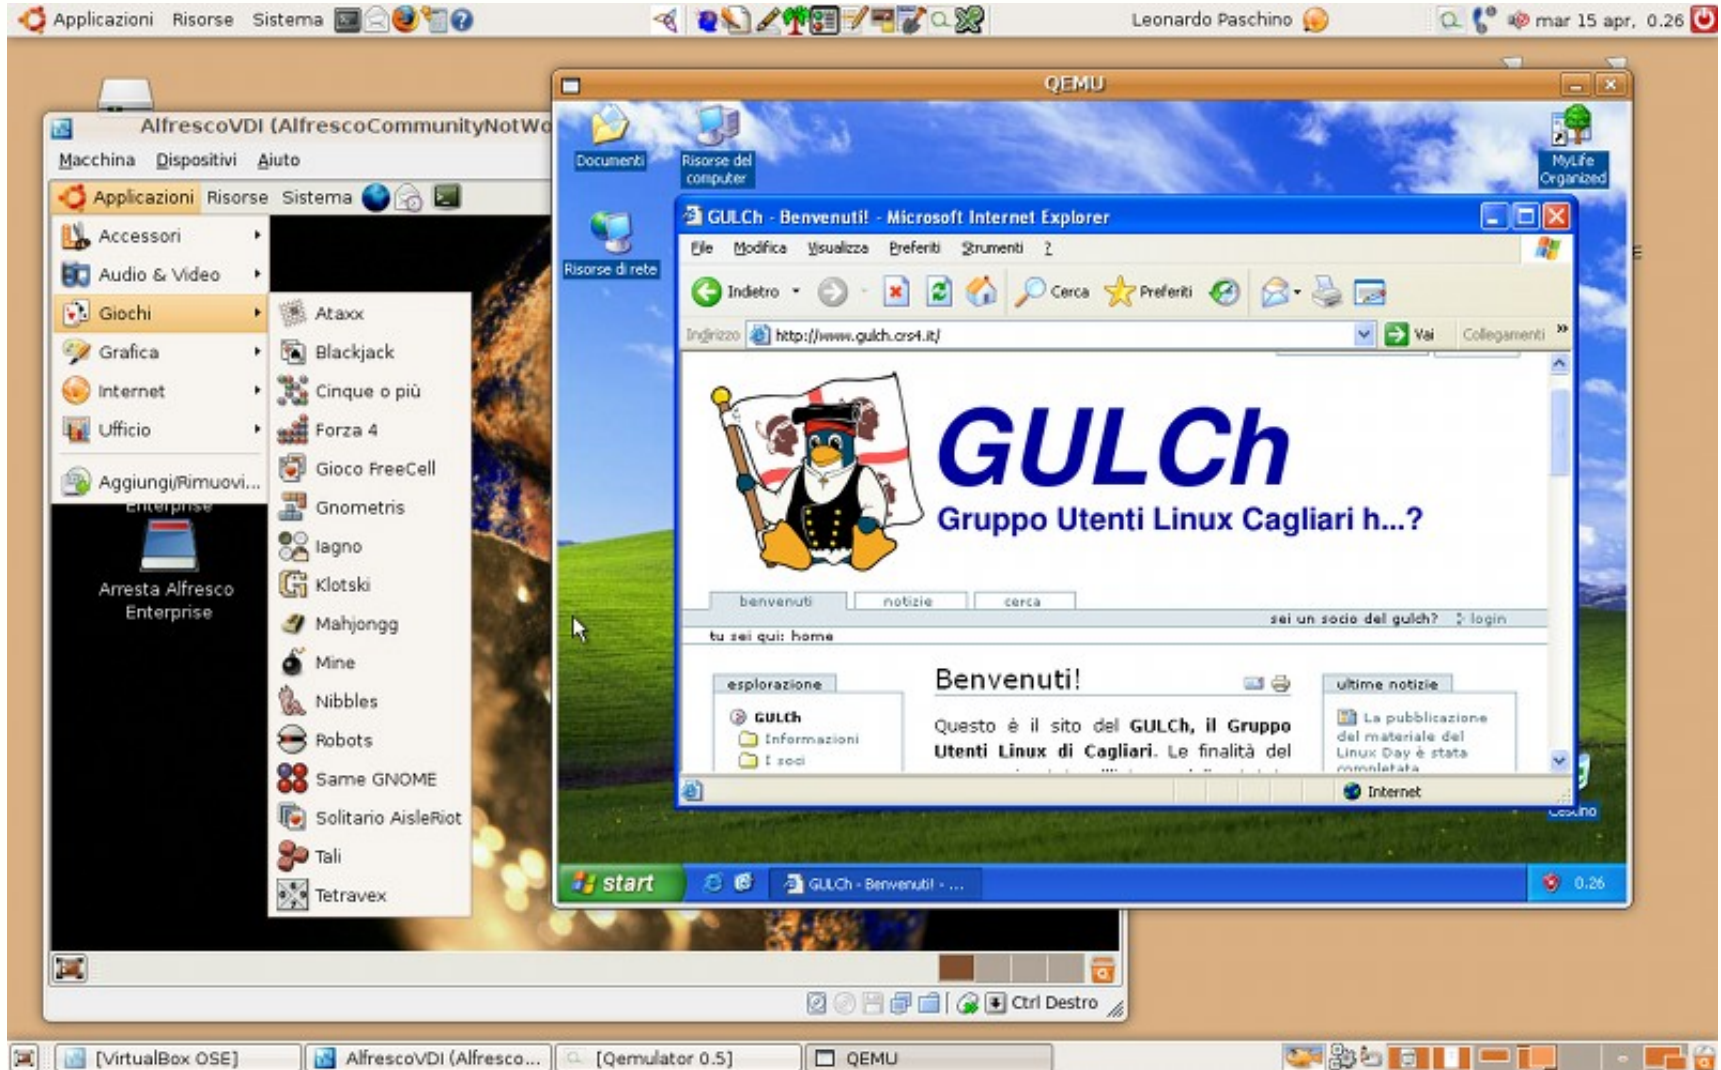 Applicazioni Risorse Sistema
Leonardo Paschino
mar 15 apr, 0.26
AlfrescoVDI (AlfrescoCommunityNotWo
Macchina Dispositivi Aiuto
Applicazioni Risorse Sistema
Accessori
Audio & Video
Giochi
Grafica
Internet
Ufficio
Aggiungi/Rimuovi...
Enterprise
Arresta Alfresco
Enterprise
Ataxx
Blackjack
Cinque o più
Forza 4
Gioco FreeCell
Gnometris
Iagno
Klotski
Mahjongg
Mine
Nibbles
Robots
Same GNOME
Solitario AisleRiot
Tali
Tetravex
Ctrl Destro
QEMU
Documenti
Risorse del
computer
MyLife
Organized
Risorse di rete
GULCh - Benvenuti! - Microsoft Internet Explorer
File Modifica Visualizza Preferiti Strumenti ?
Indietro Cerca Preferiti
Indirizzo http://www.gulch.crs4.it/ Vai Collegamenti »
GULCh
Gruppo Utenti Linux Cagliari h...?
benvenuti notizie cerca
sei un socio del gulch? login
tu sei qui: home
esplorazione
GULCh
Informazioni
I soci
Benvenuti!
Questo è il sito del GULCh, il Gruppo
Utenti Linux di Cagliari. Le finalità del
ultime notizie
La pubblicazione
del materiale del
Linux Day è stata
completata
Internet
Cestino
start GULCh - Benvenuti! - ... 0.26
[VirtualBox OSE] AlfrescoVDI (Alfresco... [Qemulator 0.5] QEMU